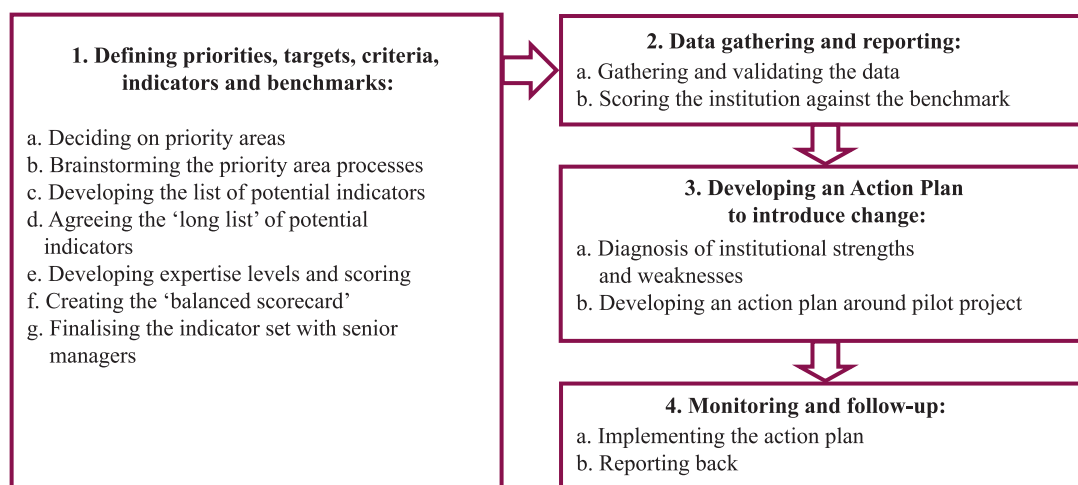 1. Defining priorities, targets, criteria,
indicators and benchmarks:
a. Deciding on priority areas
b. Brainstorming the priority area processes
c. Developing the list of potential indicators
d. Agreeing the ‘long list’ of potential
indicators
e. Developing expertise levels and scoring
f. Creating the ‘balanced scorecard’
g. Finalising the indicator set with senior
managers
2. Data gathering and reporting:
a. Gathering and validating the data
b. Scoring the institution against the benchmark
3. Developing an Action Plan
to introduce change:
a. Diagnosis of institutional strengths
and weaknesses
b. Developing an action plan around pilot project
4. Monitoring and follow-up:
a. Implementing the action plan
b. Reporting back